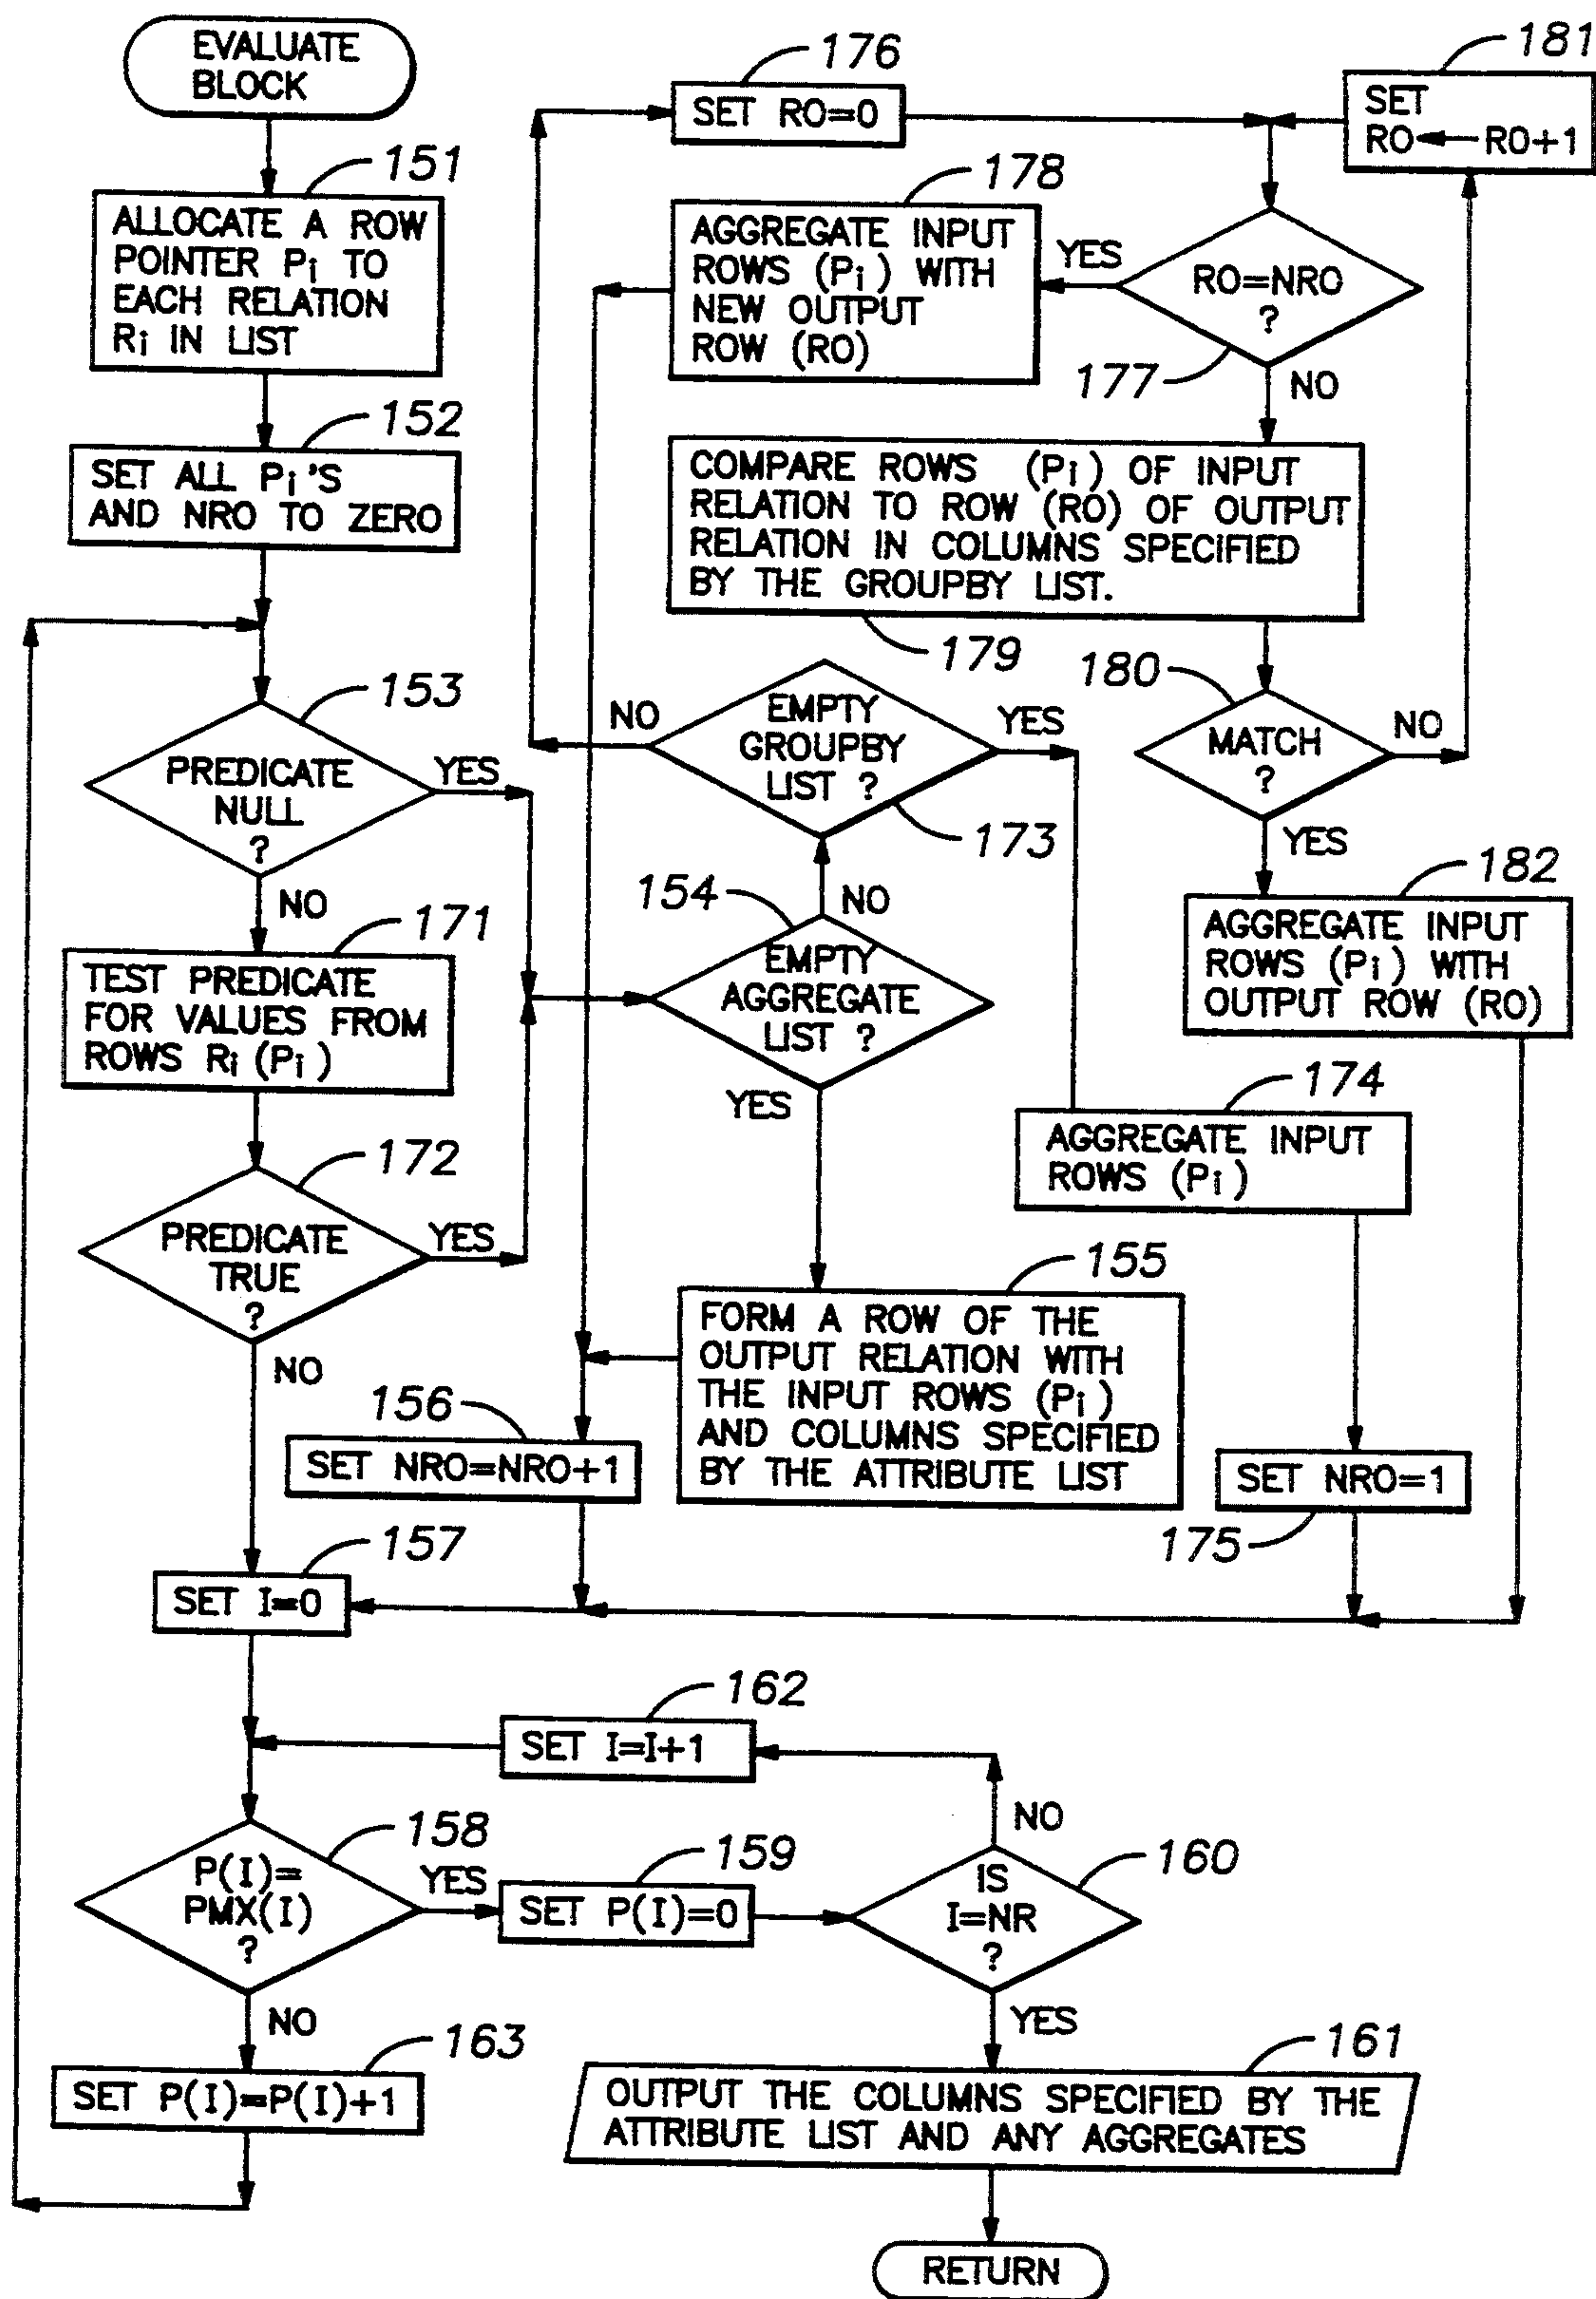 EVALUATE
BLOCK
151
ALLOCATE A ROW
POINTER Pi TO
EACH RELATION
Ri IN LIST
152
SET ALL Pi'S
AND NRO TO ZERO
153
PREDICATE
NULL
?
YES
NO
171
TEST PREDICATE
FOR VALUES FROM
ROWS Ri (Pi)
172
PREDICATE
TRUE
?
YES
NO
176
SET RO=0
181
SET
RO←RO+1
178
AGGREGATE INPUT
ROWS (Pi) WITH
NEW OUTPUT
ROW (RO)
YES
RO=NRO
?
177
NO
COMPARE ROWS (Pi) OF INPUT
RELATION TO ROW (RO) OF OUTPUT
RELATION IN COLUMNS SPECIFIED
BY THE GROUPBY LIST.
179
180
MATCH
?
NO
YES
182
AGGREGATE INPUT
ROWS (Pi) WITH
OUTPUT ROW (RO)
NO
EMPTY
GROUPBY
LIST ?
YES
173
154
NO
EMPTY
AGGREGATE
LIST ?
YES
174
AGGREGATE INPUT
ROWS (Pi)
155
FORM A ROW OF THE
OUTPUT RELATION WITH
THE INPUT ROWS (Pi)
AND COLUMNS SPECIFIED
BY THE ATTRIBUTE LIST
156
SET NRO=NRO+1
SET NRO=1
175
157
SET I=0
162
SET I=I+1
NO
158
P(I)=
PMX(I)
?
YES
159
SET P(I)=0
160
IS
I=NR
?
NO
YES
163
SET P(I)=P(I)+1
161
OUTPUT THE COLUMNS SPECIFIED BY THE
ATTRIBUTE LIST AND ANY AGGREGATES
RETURN